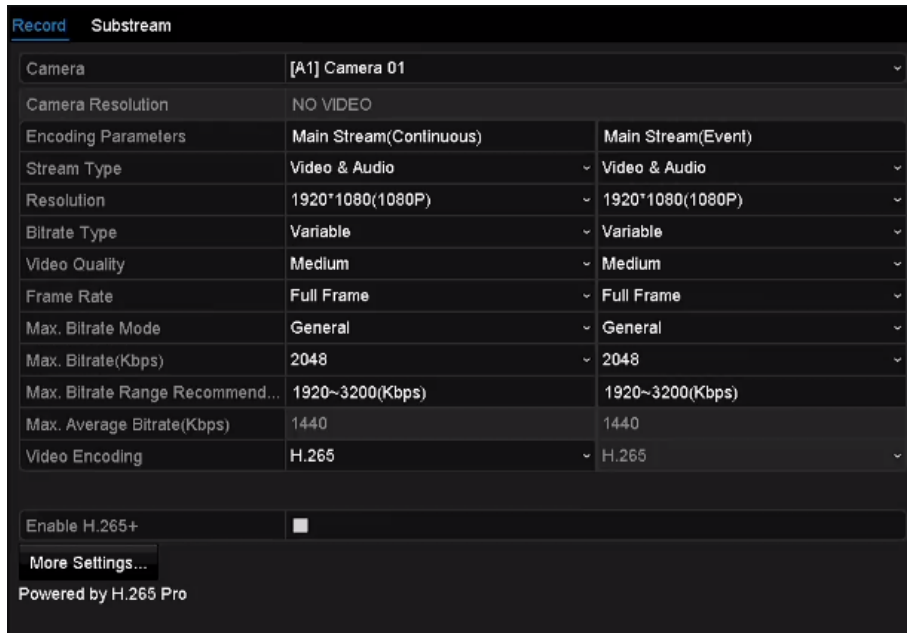 Record Substream
Camera [A1] Camera 01
Camera Resolution NO VIDEO
Encoding Parameters Main Stream(Continuous) Main Stream(Event)
Stream Type Video & Audio Video & Audio
Resolution 1920*1080(1080P) 1920*1080(1080P)
Bitrate Type Variable Variable
Video Quality Medium Medium
Frame Rate Full Frame Full Frame
Max. Bitrate Mode General General
Max. Bitrate(Kbps) 2048 2048
Max. Bitrate Range Recommend... 1920~3200(Kbps) 1920~3200(Kbps)
Max. Average Bitrate(Kbps) 1440 1440
Video Encoding H.265 H.265
Enable H.265+
More Settings...
Powered by H.265 Pro